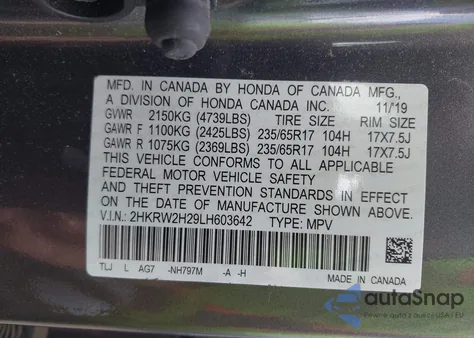 MFD. IN CANADA BY HONDA OF CANADA MFG.,
A DIVISION OF HONDA CANADA INC. 11/19
GVWR 2150KG (4739LBS) TIRE SIZE RIM SIZE
GAWR F 1100KG (2425LBS) 235/65R17 104H 17X7.5J
GAWR R 1075KG (2369LBS) 235/65R17 104H 17X7.5J
THIS VEHICLE CONFORMS TO ALL APPLICABLE
FEDERAL MOTOR VEHICLE SAFETY
AND THEFT PREVENTION STANDARDS IN EFFECT
ON THE DATE OF MANUFACTURE SHOWN ABOVE.
V.I.N.: 2HKRW2H29LH603642 TYPE: MPV
TLJ L AG7 -NH797M -A -H MADE IN CANADA
autoSnap